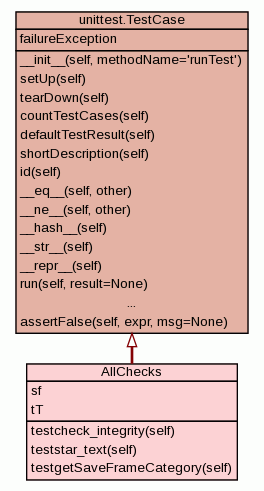 unittest.TestCase
failureException
__init__(self, methodName='runTest')
setUp(self)
tearDown(self)
countTestCases(self)
defaultTestResult(self)
shortDescription(self)
id(self)
__eq__(self, other)
__ne__(self, other)
__hash__(self)
__str__(self)
__repr__(self)
run(self, result=None)
...
assertFalse(self, expr, msg=None)
AllChecks
sf
tT
testcheck_integrity(self)
teststar_text(self)
testgetSaveFrameCategory(self)